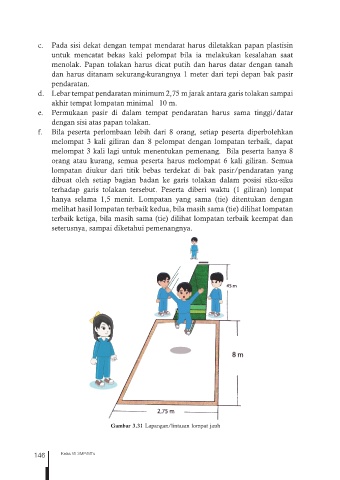 c. Pada sisi dekat dengan tempat mendarat harus diletakkan papan plastisin
untuk mencatat bekas kaki pelompat bila ia melakukan kesalahan saat
menolak. Papan tolakan harus dicat putih dan harus datar dengan tanah
dan harus ditanam sekurang-kurangnya 1 meter dari tepi depan bak pasir
pendaratan.
d. Lebar tempat pendaratan minimum 2,75 m jarak antara garis tolakan sampai
akhir tempat lompatan minimal 10 m.
e. Permukaan pasir di dalam tempat pendaratan harus sama tinggi/datar
dengan sisi atas papan tolakan.
f. Bila peserta perlombaan lebih dari 8 orang, setiap peserta diperbolehkan
melompat 3 kali giliran dan 8 pelompat dengan lompatan terbaik, dapat
melompat 3 kali lagi untuk menentukan pemenang. Bila peserta hanya 8
orang atau kurang, semua peserta harus melompat 6 kali giliran. Semua
lompatan diukur dari titik bebas terdekat di bak pasir/pendaratan yang
dibuat oleh setiap bagian badan ke garis tolakan dalam posisi siku-siku
terhadap garis tolakan tersebut. Peserta diberi waktu (1 giliran) lompat
hanya selama 1,5 menit. Lompatan yang sama (tie) ditentukan dengan
melihat hasil lompatan terbaik kedua, bila masih sama (tie) dilihat lompatan
terbaik ketiga, bila masih sama (tie) dilihat lompatan terbaik keempat dan
seterusnya, sampai diketahui pemenangnya.
45 m
8 m
2,75 m
Gambar 3.31 Lapangan/lintasan lompat jauh
146 Kelas VII SMP/MTs